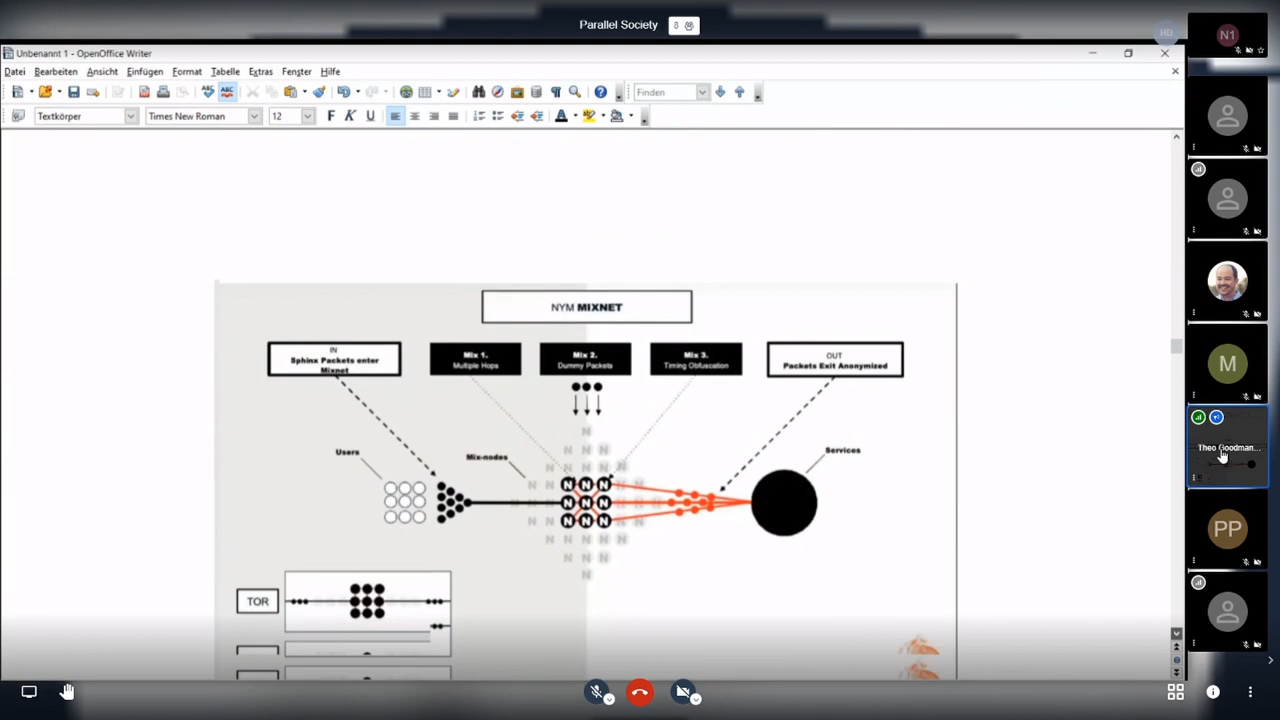 Parallel Society 8
HD
N1
Unbenannt 1 - OpenOffice Writer
Datei Bearbeiten Ansicht Einfügen Format Tabelle Extras Fenster Hilfe
Finden
Textkörper Times New Roman 12 F K U
NYM MIXNET
IN
Sphinx Packets enter
Mixnet
Mix 1.
Multiple Hops
Mix 2.
Dummy Packets
Mix 3.
Timing Obfuscation
OUT
Packets Exit Anonymized
Users
Mix-nodes
Services
N
N N
N N N
N N N N N N N
N N N N N N
N N N N N N N
N N N N N
N N N
N
TOR
M
Theo Goodman...
PP